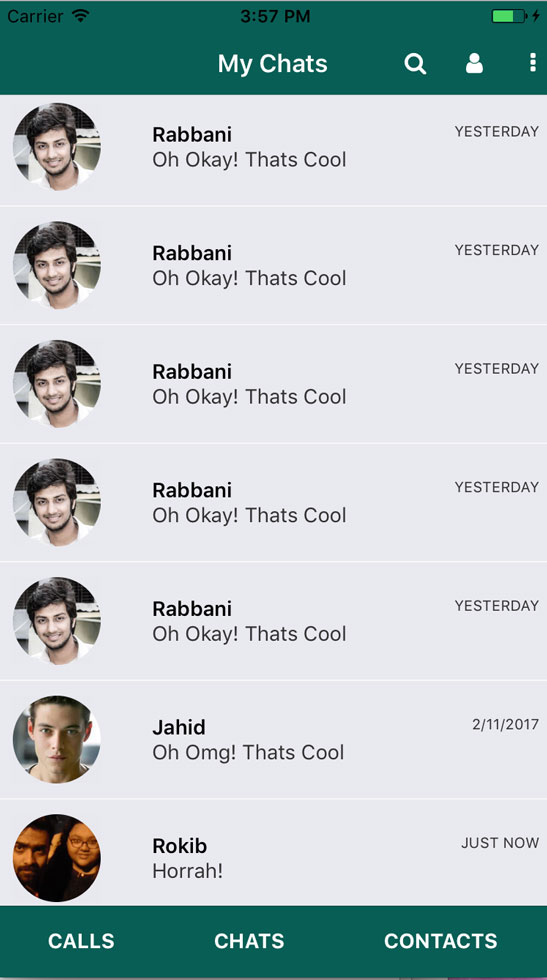 Carrier 3:57 PM
My Chats
Rabbani YESTERDAY
Oh Okay! Thats Cool
Rabbani YESTERDAY
Oh Okay! Thats Cool
Rabbani YESTERDAY
Oh Okay! Thats Cool
Rabbani YESTERDAY
Oh Okay! Thats Cool
Rabbani YESTERDAY
Oh Okay! Thats Cool
Jahid 2/11/2017
Oh Omg! Thats Cool
Rokib JUST NOW
Horrah!
CALLS CHATS CONTACTS